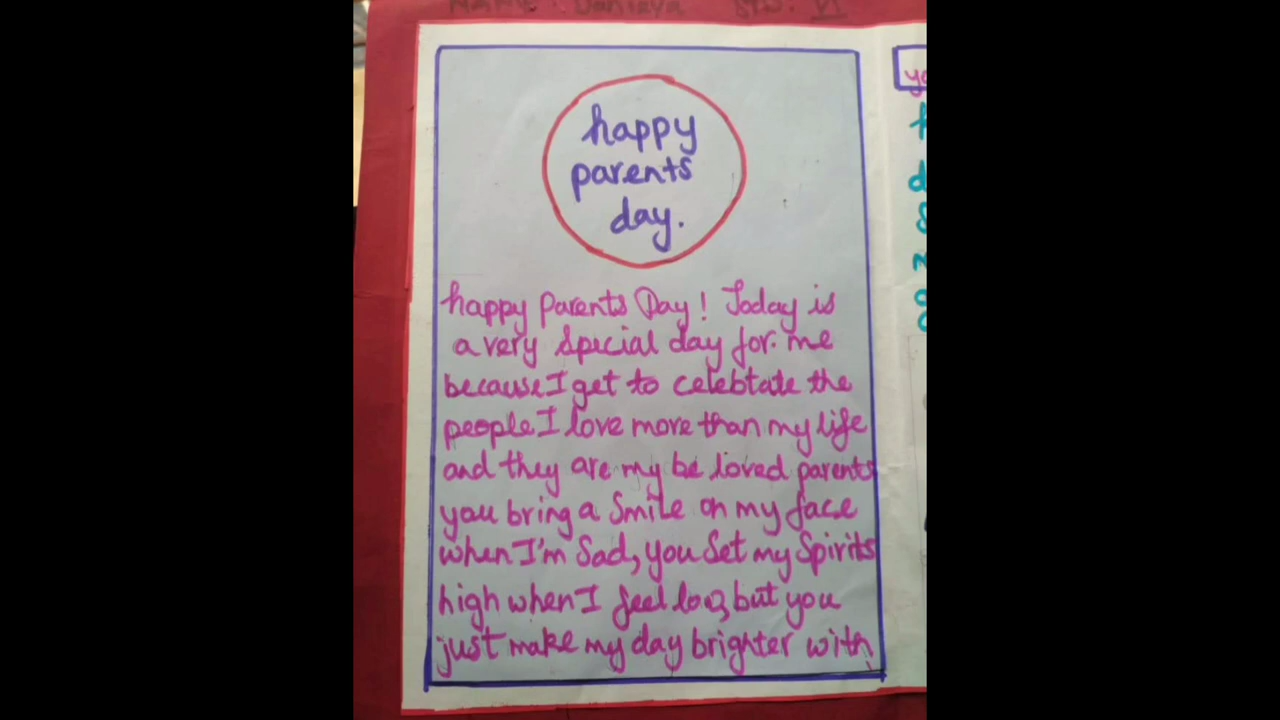 happy
parents
day.
happy Parents Day! Today is
a very special day for me
because I get to celebtate the
people I love more than my life
and they are my be loved parents
you bring a Smile on my face
when I'm Sad, you Set my Spirits
high when I feel low, but you
just make my day brighter with